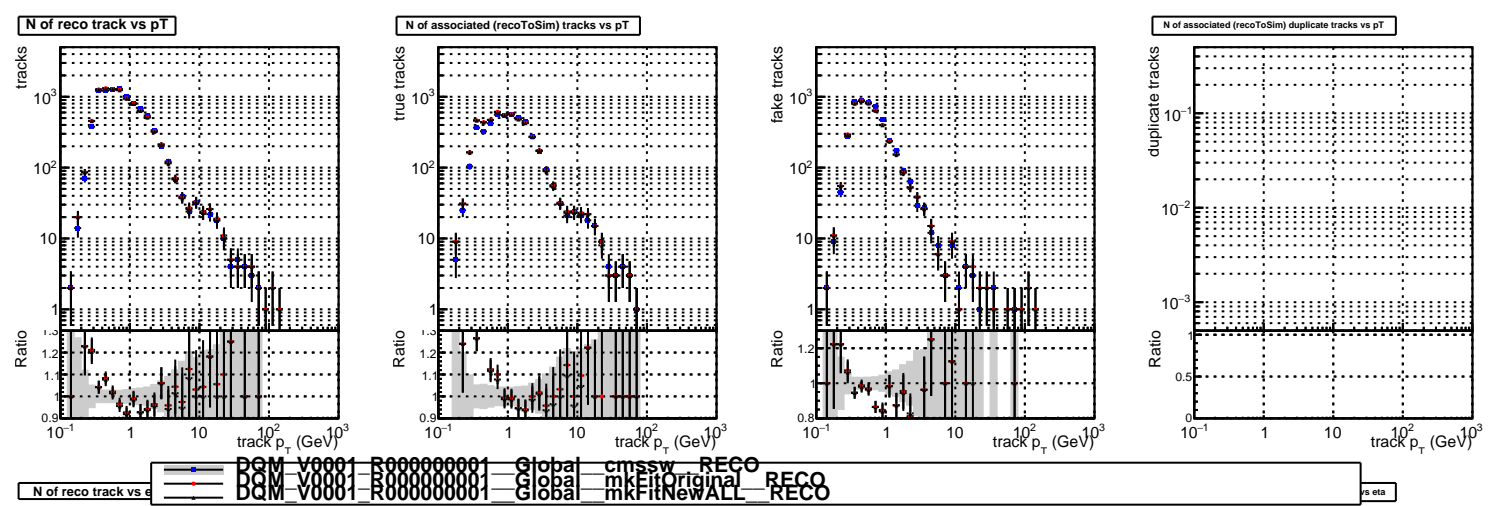 N of reco track vs pT
N of associated (recoToSim) tracks vs pT
N of associated (recoToSim) duplicate tracks vs pT
tracks
10³
10²
10
1
Ratio
1.3
1.2
1.1
1
0.9
10⁻¹ 1 10 10² 10³
track p_T (GeV)
true tracks
10³
10²
10
1
Ratio
1.3
1.2
1.1
1
0.9
10⁻¹ 1 10 10² 10³
track p_T (GeV)
fake tracks
10³
10²
10
1
Ratio
1.2
1
0.8
10⁻¹ 1 10 10² 10³
track p_T (GeV)
duplicate tracks
10⁻¹
10⁻²
10⁻³
Ratio
1
0.5
0
10⁻¹ 1 10 10² 10³
track p_T (GeV)
DQM_V0001_R000000001__Global__cmssw__RECO
DQM_V0001_R000000001__Global__mkFitOriginal__RECO
DQM_V0001_R000000001__Global__mkFitNewALL__RECO
N of reco track vs e
vs eta